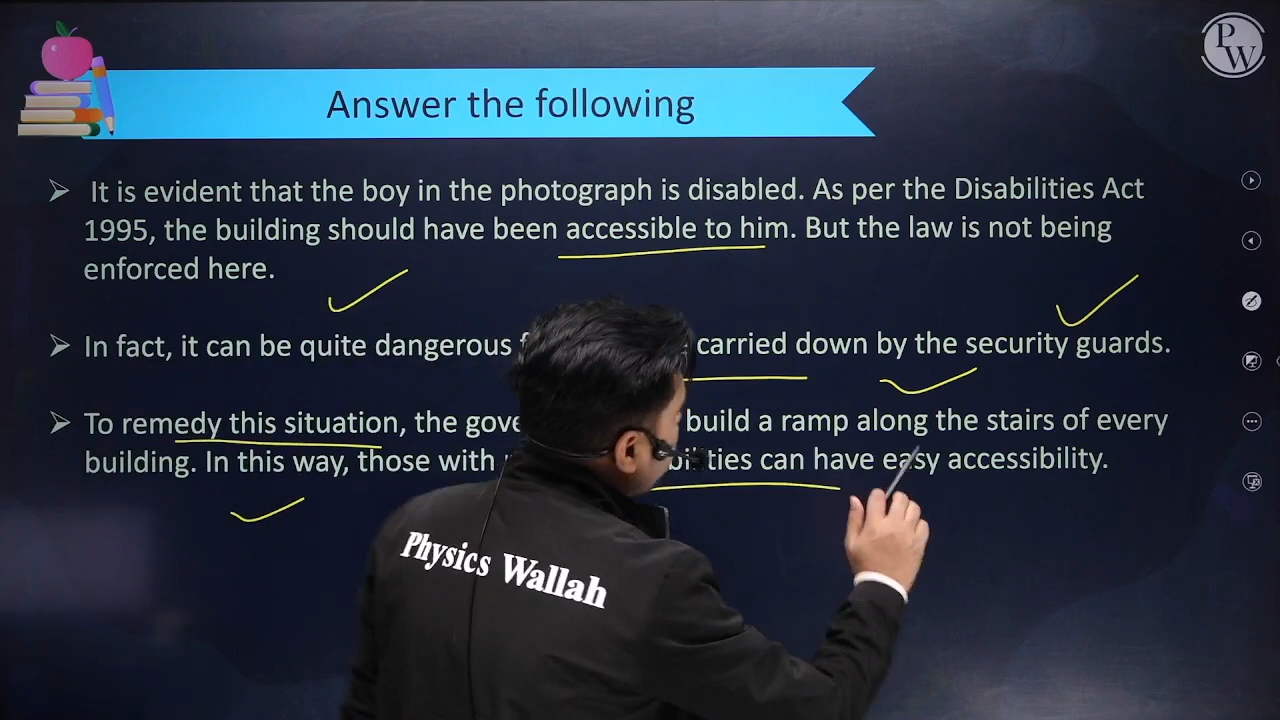 PW
Answer the following
It is evident that the boy in the photograph is disabled. As per the Disabilities Act
1995, the building should have been accessible to him. But the law is not being
enforced here.
In fact, it can be quite dangerous carried down by the security guards.
To remedy this situation, the build a ramp along the stairs of every
building. In this way, those with can have easy accessibility.
Physics Wallah